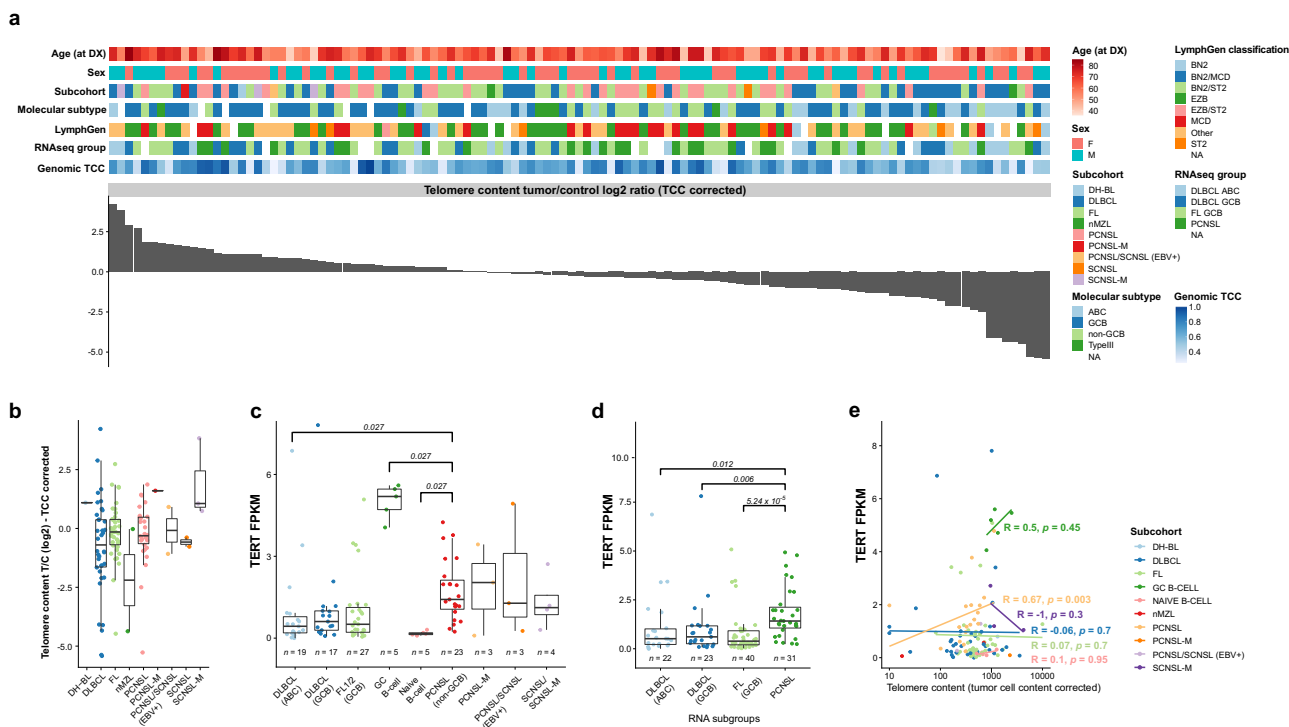 a
Age (at DX)
Sex
Subcohort
Molecular subtype
LymphGen
RNAseq group
Genomic TCC
Telomere content tumor/control log2 ratio (TCC corrected)
2.5
0.0
-2.5
-5.0
Age (at DX)
80
70
60
50
40
Sex
F
M
Subcohort
DH-BL
DLBCL
FL
nMZL
PCNSL
PCNSL-M
PCNSL/SCNSL (EBV+)
SCNSL
SCNSL-M
Molecular subtype
ABC
GCB
non-GCB
TypeIII
NA
LymphGen classification
BN2
BN2/MCD
BN2/ST2
EZB
EZB/ST2
MCD
Other
ST2
NA
RNAseq group
DLBCL ABC
DLBCL GCB
FL GCB
PCNSL
NA
Genomic TCC
1.0
0.8
0.6
0.4
b
Telomere content T/C (log2) - TCC corrected
2.5
0.0
-2.5
-5.0
DH-BL
DLBCL
FL
nMZL
PCNSL
PCNSL-M
PCNSL/SCNSL
(EBV+)
SCNSL
SCNSL-M
c
TERT FPKM
6
3
0
0.027
0.027
0.027
n = 19
n = 17
n = 27
n = 5
n = 5
n = 23
n = 3
n = 3
n = 4
DLBCL
(ABC)
DLBCL
(GCB)
FL1/2
(GCB)
GC
B-cell
Naive
B-cell
PCNSL
(non-GCB)
PCNSL-M
PCNSL/SCNSL
(EBV+)
SCNSL/
SCNSL-M
d
TERT FPKM
10.0
7.5
5.0
2.5
0.0
0.012
0.006
5.24 x 10⁻⁵
n = 22
n = 23
n = 40
n = 31
DLBCL
(ABC)
DLBCL
(GCB)
FL
(GCB)
PCNSL
RNA subgroups
e
TERT FPKM
8
6
4
2
0
R = 0.5, p = 0.45
R = 0.67, p = 0.003
R = -1, p = 0.3
R = -0.06, p = 0.7
R = 0.07, p = 0.7
R = 0.1, p = 0.95
10
100
1000
10000
Telomere content (tumor cell content corrected)
Subcohort
DH-BL
DLBCL
FL
GC B-CELL
NAIVE B-CELL
nMZL
PCNSL
PCNSL-M
PCNSL/SCNSL (EBV+)
SCNSL-M